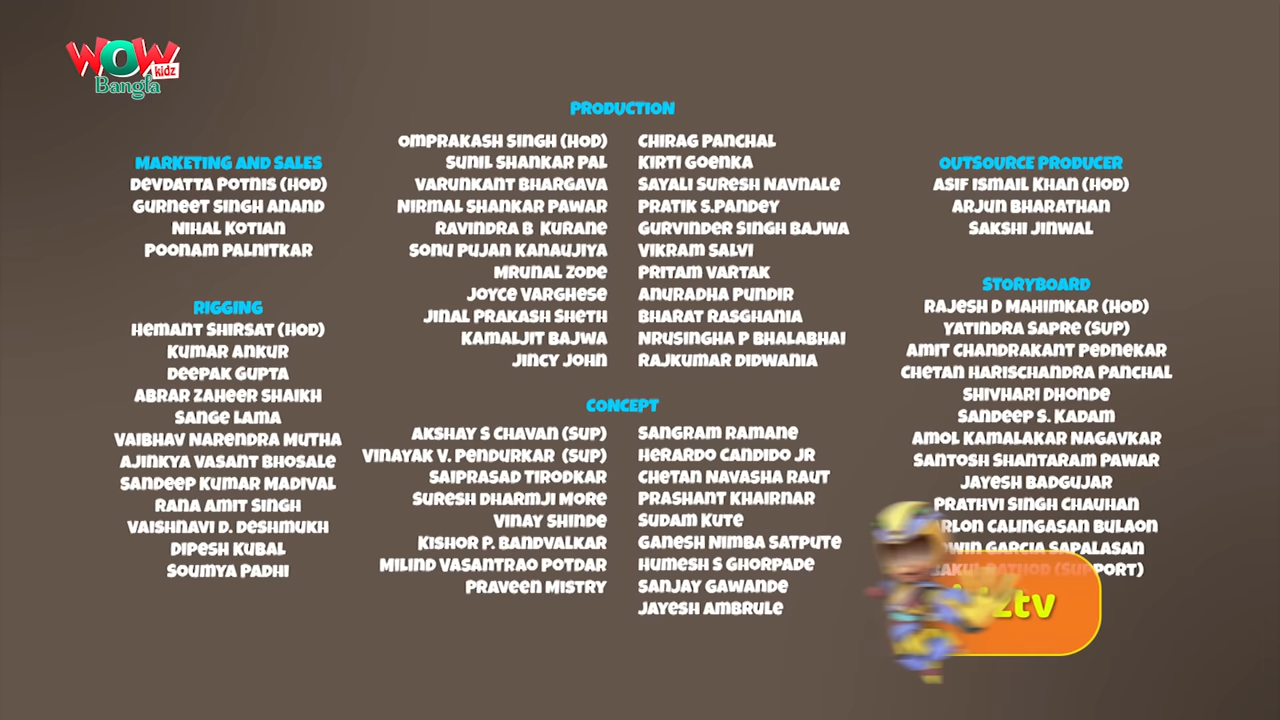 WOW
kidz
Bangla
MARKETING AND SALES
DEVDATTA POTNIS (HOD)
GURNEET SINGH ANAND
NIHAL KOTIAN
POONAM PALNITKAR
RIGGING
HEMANT SHIRSAT (HOD)
KUMAR ANKUR
DEEPAK GUPTA
ABRAR ZAHEER SHAIKH
SANGE LAMA
VAIBHAV NARENDRA MUTHA
AJINKYA VASANT BHOSALE
SANDEEP KUMAR MADIVAL
RANA AMIT SINGH
VAISHNAVI D. DESHMUKH
DIPESH KUBAL
SOUMYA PADHI
PRODUCTION
OMPRAKASH SINGH (HOD)
SUNIL SHANKAR PAL
VARUNKANT BHARGAVA
NIRMAL SHANKAR PAWAR
RAVINDRA B KURANE
SONU PUJAN KANAUJIYA
MRUNAL ZODE
JOYCE VARGHESE
JINAL PRAKASH SHETH
KAMALJIT BAJWA
JINCY JOHN
CHIRAG PANCHAL
KIRTI GOENKA
SAYALI SURESH NAVNALE
PRATIK S.PANDEY
GURVINDER SINGH BAJWA
VIKRAM SALVI
PRITAM VARTAK
ANURADHA PUNDIR
BHARAT RASGHANIA
NRUSINGHA P BHALABHAI
RAJKUMAR DIDWANIA
CONCEPT
AKSHAY S CHAVAN (SUP)
VINAYAK V. PENDURKAR (SUP)
SAIPRASAD TIRODKAR
SURESH DHARMJI MORE
VINAY SHINDE
KISHOR P. BANDVALKAR
MILIND VASANTRAO POTDAR
PRAVEEN MISTRY
SANGRAM RAMANE
HERARDO CANDIDO JR
CHETAN NAVASHA RAUT
PRASHANT KHAIRNAR
SUDAM KUTE
GANESH NIMBA SATPUTE
HUMESH S GHORPADE
SANJAY GAWANDE
JAYESH AMBRULE
OUTSOURCE PRODUCER
ASIF ISMAIL KHAN (HOD)
ARJUN BHARATHAN
SAKSHI JINWAL
STORYBOARD
RAJESH D MAHIMKAR (HOD)
YATINDRA SAPRE (SUP)
AMIT CHANDRAKANT PEDNEKAR
CHETAN HARISCHANDRA PANCHAL
SHIVHARI DHONDE
SANDEEP S. KADAM
AMOL KAMALAKAR NAGAVKAR
SANTOSH SHANTARAM PAWAR
JAYESH BADGUJAR
PRATHVI SINGH CHAUHAN
CALINGASAN BULAON
GARCIA SAPALASAN